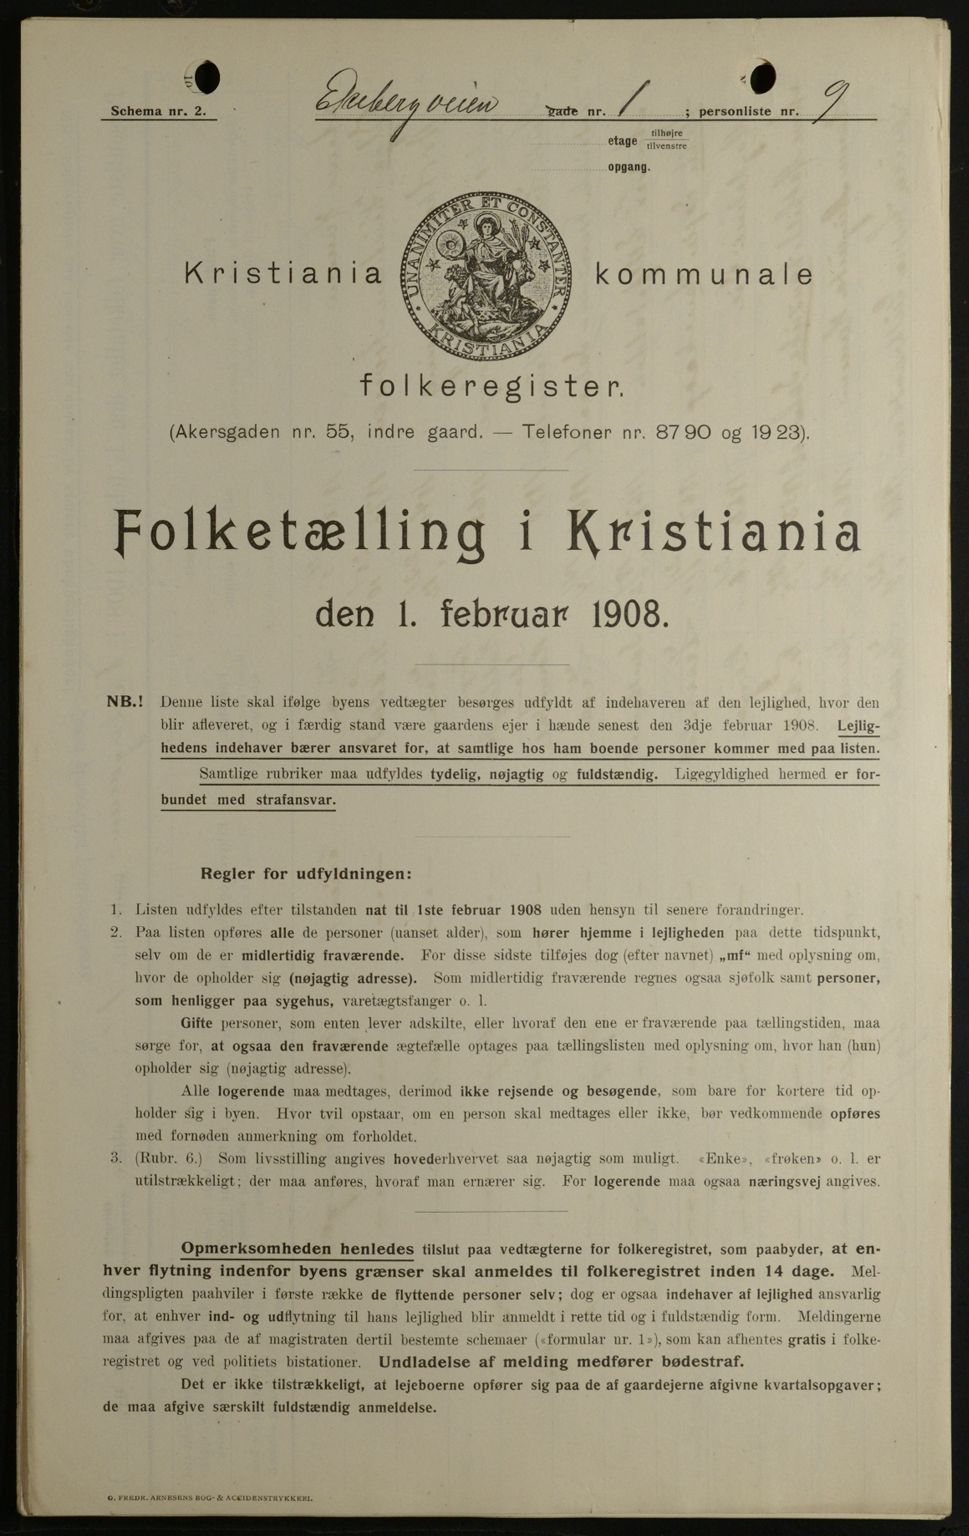 Schema nr. 2.
Ekebergveien gade nr. 1 ; personliste nr. 9
etage tilhøjre
tilvenstre
opgang.
UNANIMITER ET CONSTANTER
KRISTIANIA
Kristiania kommunale
folkeregister.
(Akersgaden nr. 55, indre gaard. — Telefoner nr. 87 90 og 19 23).
Folketælling i Kristiania
den 1. februar 1908.
NB.! Denne liste skal ifølge byens vedtægter besørges udfyldt af indehaveren af den lejlighed, hvor den
blir afleveret, og i færdig stand være gaardens ejer i hænde senest den 3dje februar 1908. Lejlig-
hedens indehaver bærer ansvaret for, at samtlige hos ham boende personer kommer med paa listen.
Samtlige rubriker maa udfyldes tydelig, nøjagtig og fuldstændig. Ligegyldighed hermed er for-
bundet med strafansvar.
Regler for udfyldningen:
1. Listen udfyldes efter tilstanden nat til 1ste februar 1908 uden hensyn til senere forandringer.
2. Paa listen opføres alle de personer (uanset alder), som hører hjemme i lejligheden paa dette tidspunkt,
selv om de er midlertidig fraværende. For disse sidste tilføjes dog (efter navnet) „mf“ med oplysning om,
hvor de opholder sig (nøjagtig adresse). Som midlertidig fraværende regnes ogsaa sjøfolk samt personer,
som henligger paa sygehus, varetægtsfanger o. l.
Gifte personer, som enten lever adskilte, eller hvoraf den ene er fraværende paa tællingstiden, maa
sørge for, at ogsaa den fraværende ægtefælle optages paa tællingslisten med oplysning om, hvor han (hun)
opholder sig (nøjagtig adresse).
Alle logerende maa medtages, derimod ikke rejsende og besøgende, som bare for kortere tid op-
holder sig i byen. Hvor tvil opstaar, om en person skal medtages eller ikke, bør vedkommende opføres
med fornøden anmerkning om forholdet.
3. (Rubr. 6.) Som livsstilling angives hovederhvervet saa nøjagtig som muligt. «Enke», «frøken» o. l. er
utilstrækkeligt; der maa anføres, hvoraf man ernærer sig. For logerende maa ogsaa næringsvej angives.
Opmerksomheden henledes tilslut paa vedtægterne for folkeregistret, som paabyder, at en-
hver flytning indenfor byens grænser skal anmeldes til folkeregistret inden 14 dage. Mel-
dingspligten paahviler i første række de flyttende personer selv; dog er ogsaa indehaver af lejlighed ansvarlig
for, at enhver ind- og udflytning til hans lejlighed blir anmeldt i rette tid og i fuldstændig form. Meldingerne
maa afgives paa de af magistraten dertil bestemte schemaer («formular nr. 1»), som kan afhentes gratis i folke-
registret og ved politiets bistationer. Undladelse af melding medfører bødestraf.
Det er ikke tilstrækkeligt, at lejeboerne opfører sig paa de af gaardejerne afgivne kvartalsopgaver;
de maa afgive særskilt fuldstændig anmeldelse.
O. FREDR. ARNESENS BOG- & ACCIDENSTRYKKERI.